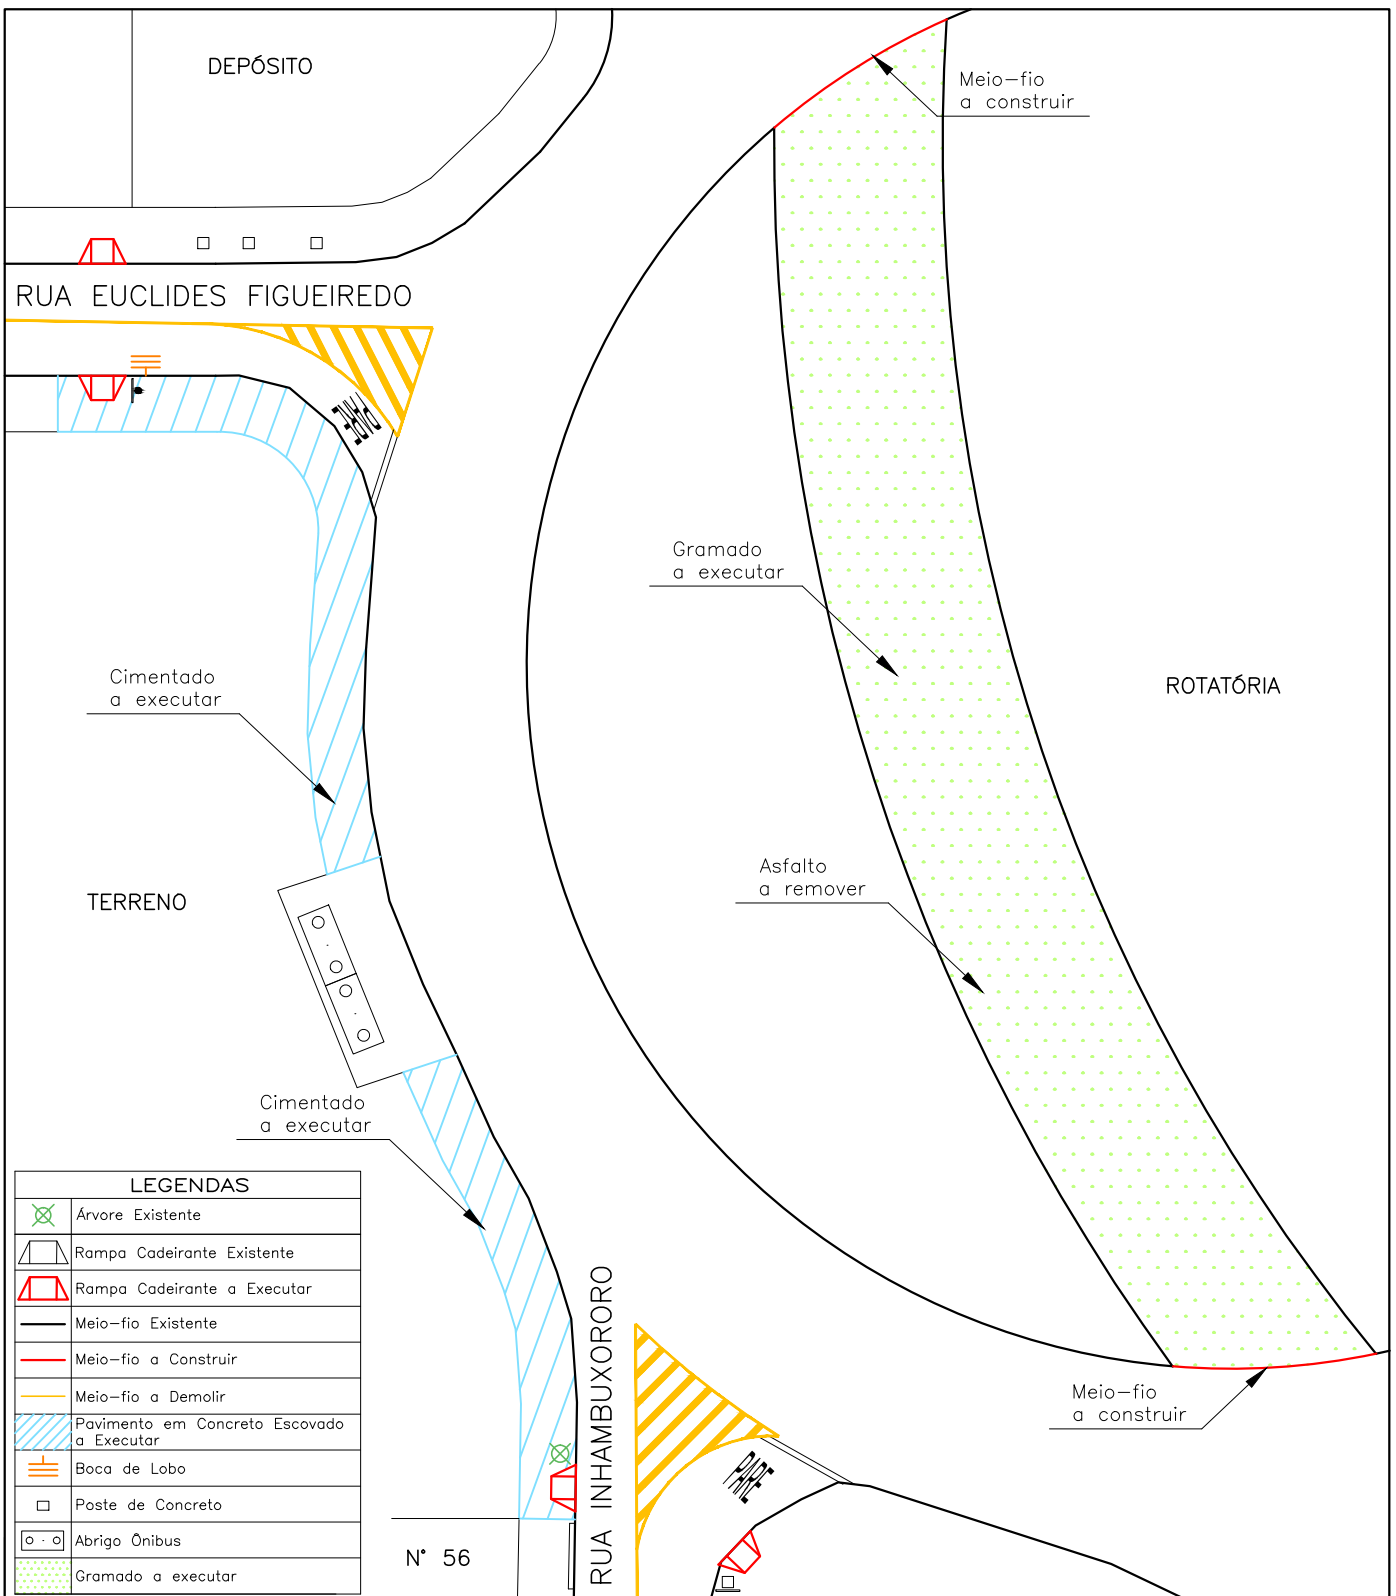 DEPÓSITO
Meio-fio
a construir
RUA EUCLIDES FIGUEIREDO
PARE
Gramado
a executar
Cimentado
a executar
ROTATÓRIA
Asfalto
a remover
TERRENO
Cimentado
a executar
LEGENDAS
Árvore Existente
Rampa Cadeirante Existente
Rampa Cadeirante a Executar
Meio-fio Existente
Meio-fio a Construir
Meio-fio a Demolir
Pavimento em Concreto Escovado
a Executar
Boca de Lobo
Poste de Concreto
Abrigo Ônibus
Gramado a executar
RUA INHAMBUXORORO
Meio-fio
a construir
PARE
N° 56